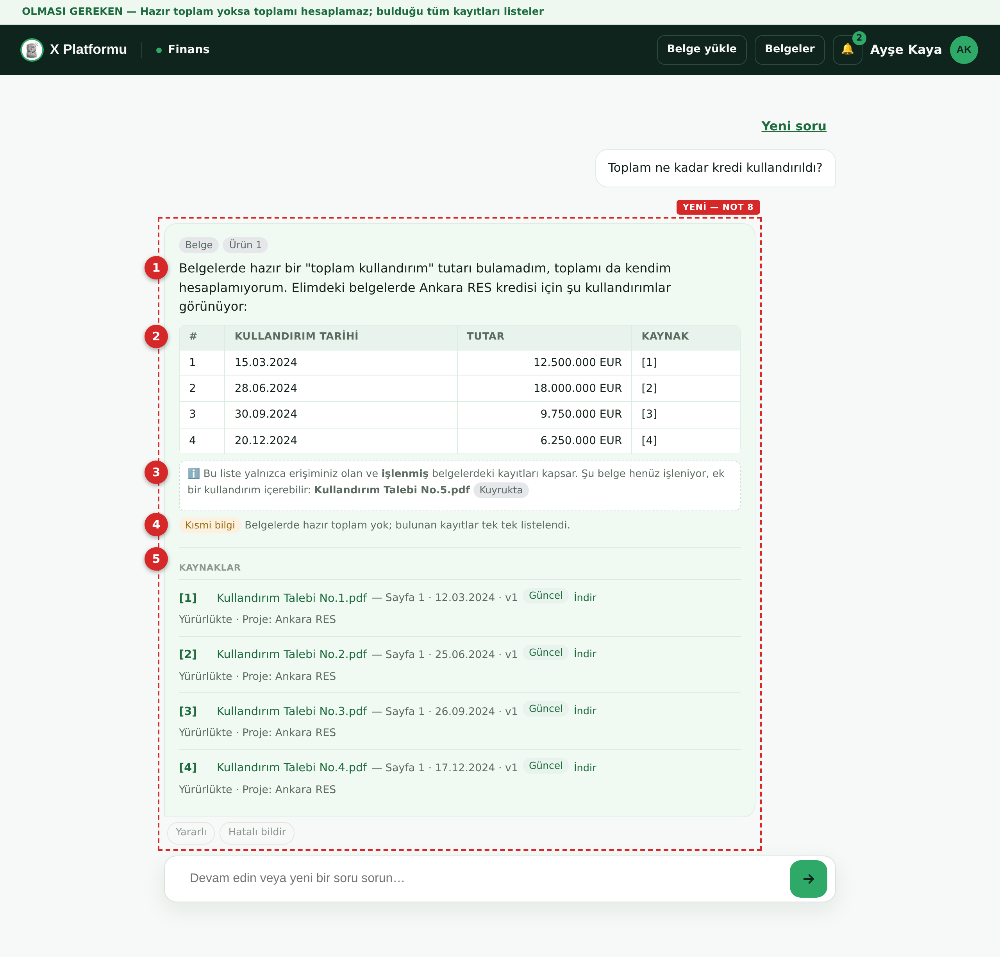 OLMASI GEREKEN — Hazır toplam yoksa toplamı hesaplamaz; bulduğu tüm kayıtları listeler
X Platformu
Finans
Belge yükle
Belgeler
2
Ayşe Kaya
AK
Yeni soru
Toplam ne kadar kredi kullandırıldı?
YENİ — NOT 8
Belge Ürün 1
1
Belgelerde hazır bir "toplam kullandırım" tutarı bulamadım, toplamı da kendim
hesaplamıyorum. Elimdeki belgelerde Ankara RES kredisi için şu kullandırımlar
görünüyor:
2
# KULLANDIRIM TARİHİ TUTAR KAYNAK
1 15.03.2024 12.500.000 EUR [1]
2 28.06.2024 18.000.000 EUR [2]
3 30.09.2024 9.750.000 EUR [3]
4 20.12.2024 6.250.000 EUR [4]
3
ℹ️ Bu liste yalnızca erişiminiz olan ve işlenmiş belgelerdeki kayıtları kapsar. Şu belge henüz işleniyor, ek
bir kullandırım içerebilir: Kullandırım Talebi No.5.pdf Kuyrukta
4
Kısmi bilgi Belgelerde hazır toplam yok; bulunan kayıtlar tek tek listelendi.
5
KAYNAKLAR
[1] Kullandırım Talebi No.1.pdf — Sayfa 1 · 12.03.2024 · v1 Güncel İndir
Yürürlükte · Proje: Ankara RES
[2] Kullandırım Talebi No.2.pdf — Sayfa 1 · 25.06.2024 · v1 Güncel İndir
Yürürlükte · Proje: Ankara RES
[3] Kullandırım Talebi No.3.pdf — Sayfa 1 · 26.09.2024 · v1 Güncel İndir
Yürürlükte · Proje: Ankara RES
[4] Kullandırım Talebi No.4.pdf — Sayfa 1 · 17.12.2024 · v1 Güncel İndir
Yürürlükte · Proje: Ankara RES
Yararlı Hatalı bildir
Devam edin veya yeni bir soru sorun…